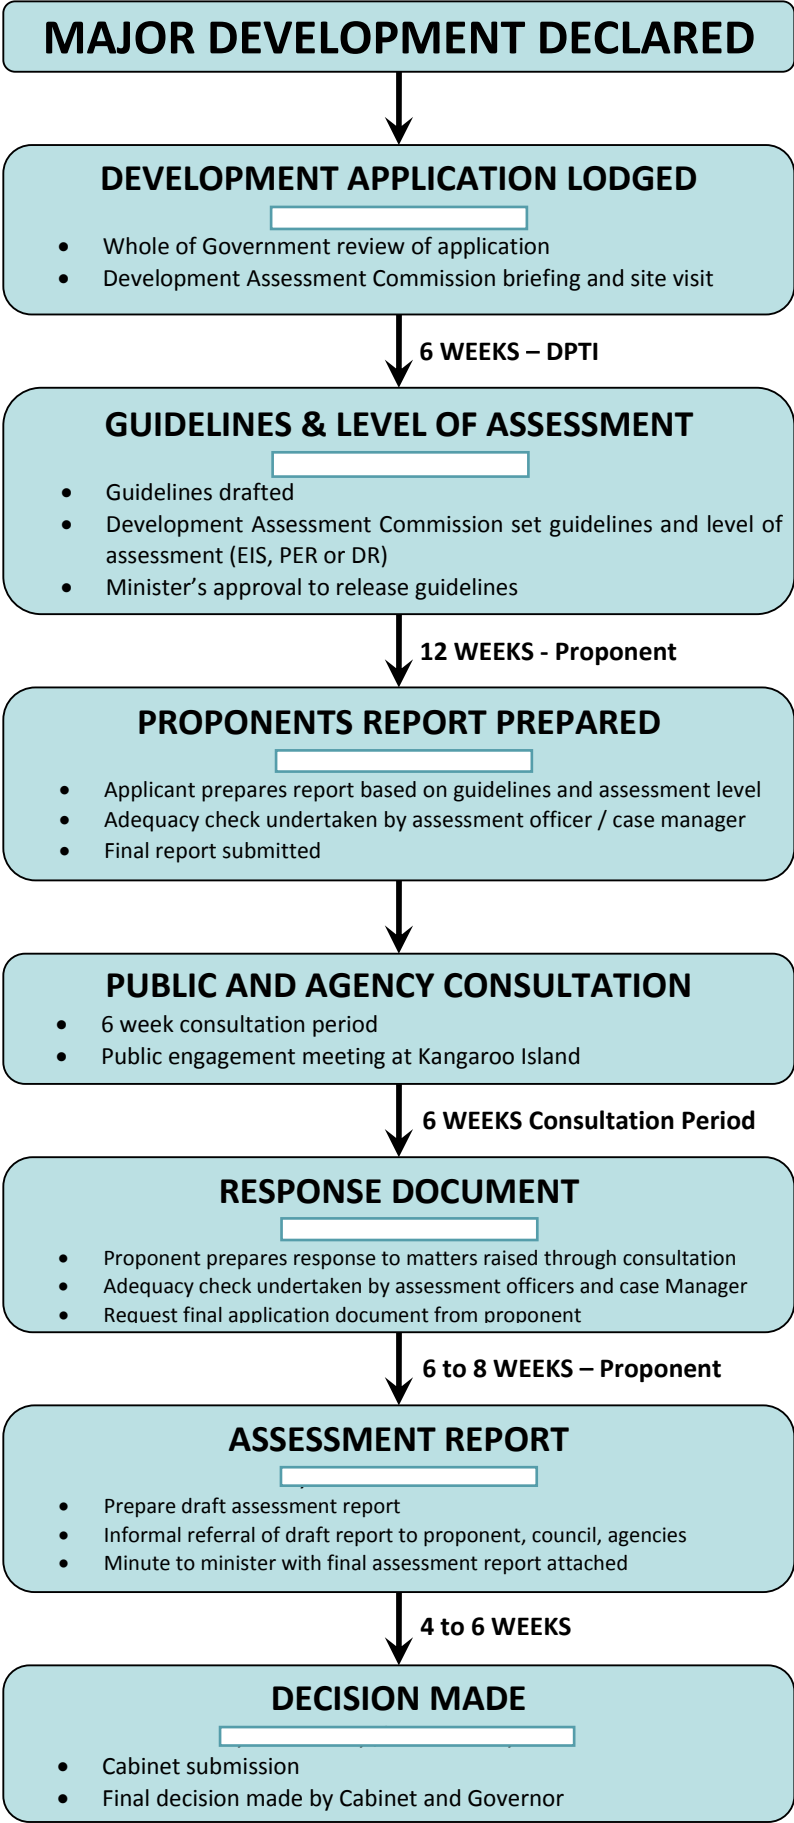 MAJOR DEVELOPMENT DECLARED
DEVELOPMENT APPLICATION LODGED
• Whole of Government review of application
• Development Assessment Commission briefing and site visit
6 WEEKS – DPTI
GUIDELINES & LEVEL OF ASSESSMENT
• Guidelines drafted
• Development Assessment Commission set guidelines and level of
assessment (EIS, PER or DR)
• Minister’s approval to release guidelines
12 WEEKS - Proponent
PROPONENTS REPORT PREPARED
• Applicant prepares report based on guidelines and assessment level
• Adequacy check undertaken by assessment officer / case manager
• Final report submitted
PUBLIC AND AGENCY CONSULTATION
• 6 week consultation period
• Public engagement meeting at Kangaroo Island
6 WEEKS Consultation Period
RESPONSE DOCUMENT
• Proponent prepares response to matters raised through consultation
• Adequacy check undertaken by assessment officers and case Manager
• Request final application document from proponent
6 to 8 WEEKS – Proponent
ASSESSMENT REPORT
• Prepare draft assessment report
• Informal referral of draft report to proponent, council, agencies
• Minute to minister with final assessment report attached
4 to 6 WEEKS
DECISION MADE
• Cabinet submission
• Final decision made by Cabinet and Governor